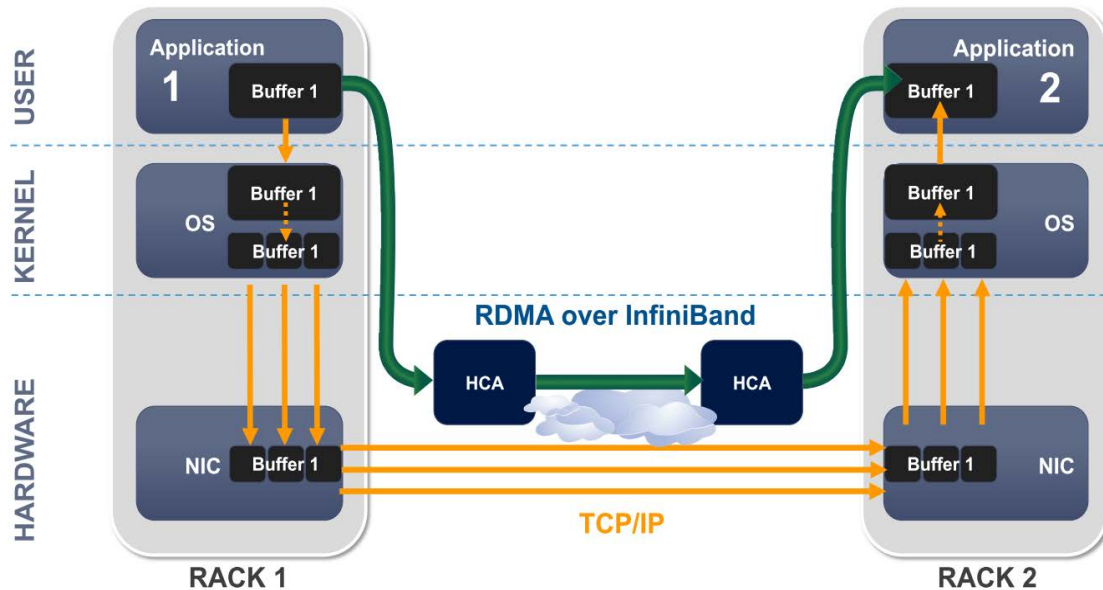 USER
KERNEL
HARDWARE
Application
1
Buffer 1
Buffer 1
OS
Buffer 1
NIC
Buffer 1
RACK 1
RDMA over InfiniBand
HCA
HCA
TCP/IP
Application
2
Buffer 1
Buffer 1
OS
Buffer 1
Buffer 1
NIC
RACK 2